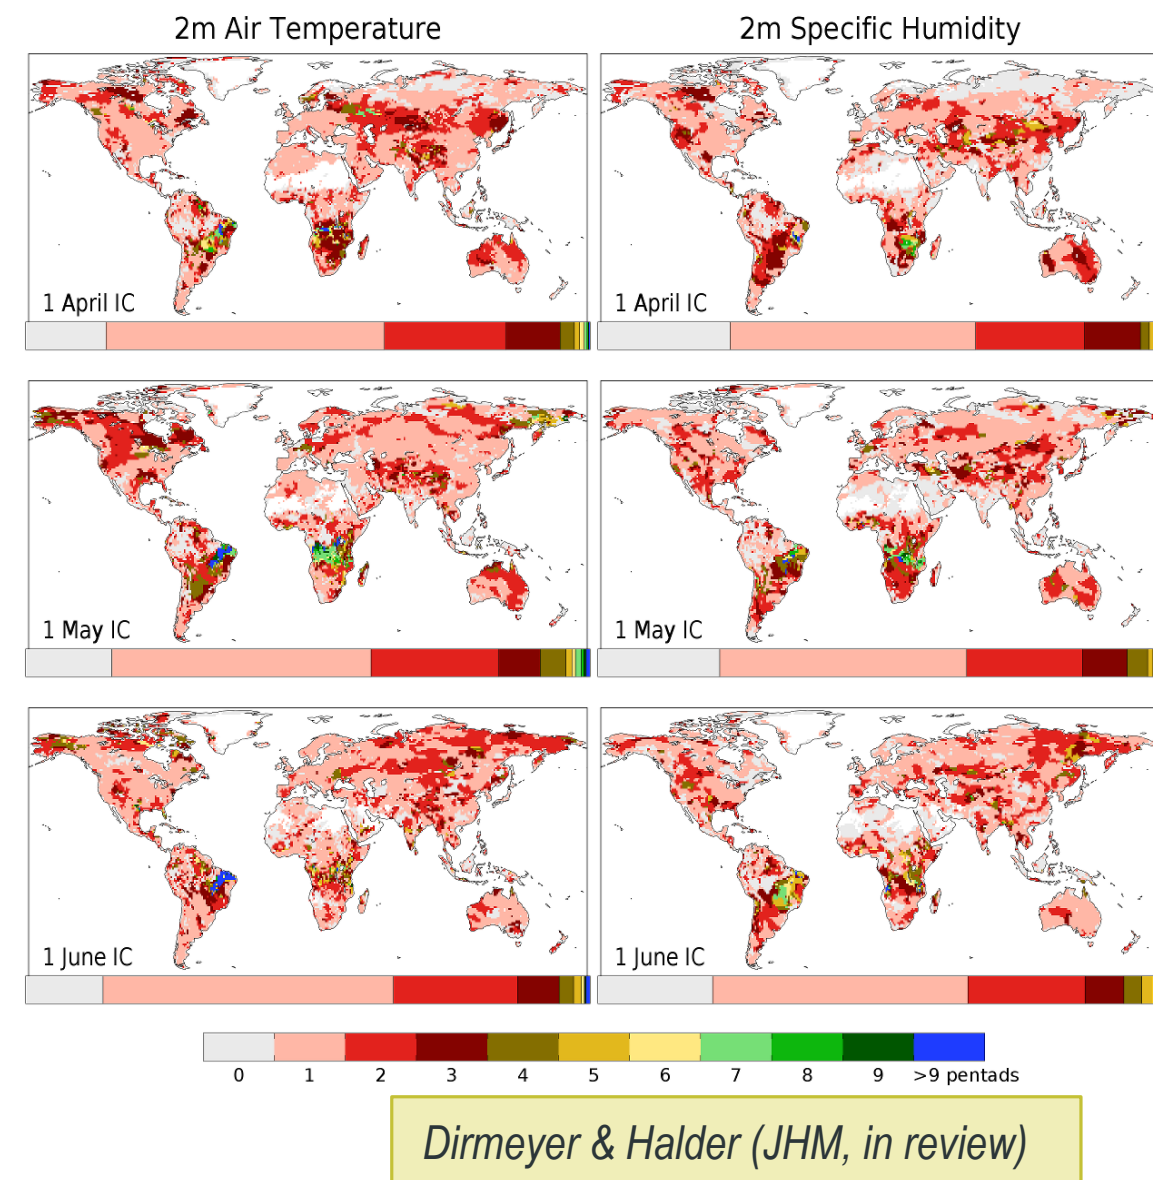 2m Air Temperature
2m Specific Humidity
1 April IC
1 April IC
1 May IC
1 May IC
1 June IC
1 June IC
0 1 2 3 4 5 6 7 8 9 >9 pentads
Dirmeyer & Halder (JHM, in review)